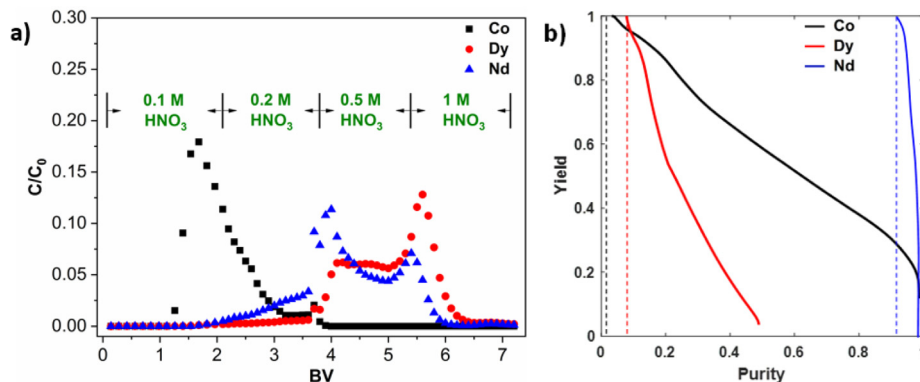 a)
0.30
0.25
0.20
0.15
0.10
0.05
0.00
C/C0
0 1 2 3 4 5 6 7
BV
Co
Dy
Nd
0.1 M HNO3
0.2 M HNO3
0.5 M HNO3
1 M HNO3
b)
1
0.8
0.6
0.4
0.2
0
Yield
0 0.2 0.4 0.6 0.8
Purity
Co
Dy
Nd